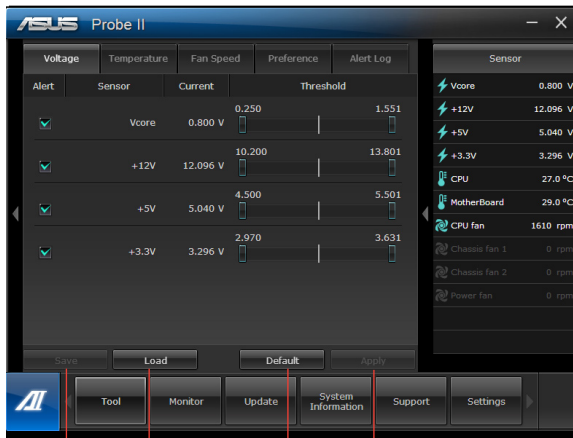 ASUS Probe II
Voltage Temperature Fan Speed Preference Alert Log
Alert Sensor Current Threshold
Vcore 0.800 V 0.250 1.551
+12V 12.096 V 10.200 13.801
+5V 5.040 V 4.500 5.501
+3.3V 3.296 V 2.970 3.631
Save Load Default Apply
Sensor
Vcore 0.800 V
+12V 12.096 V
+5V 5.040 V
+3.3V 3.296 V
CPU 27.0 ºC
MotherBoard 29.0 ºC
CPU fan 1610 rpm
Chassis fan 1 0 rpm
Chassis fan 2 0 rpm
Power fan 0 rpm
AI Tool Monitor Update System Information Support Settings